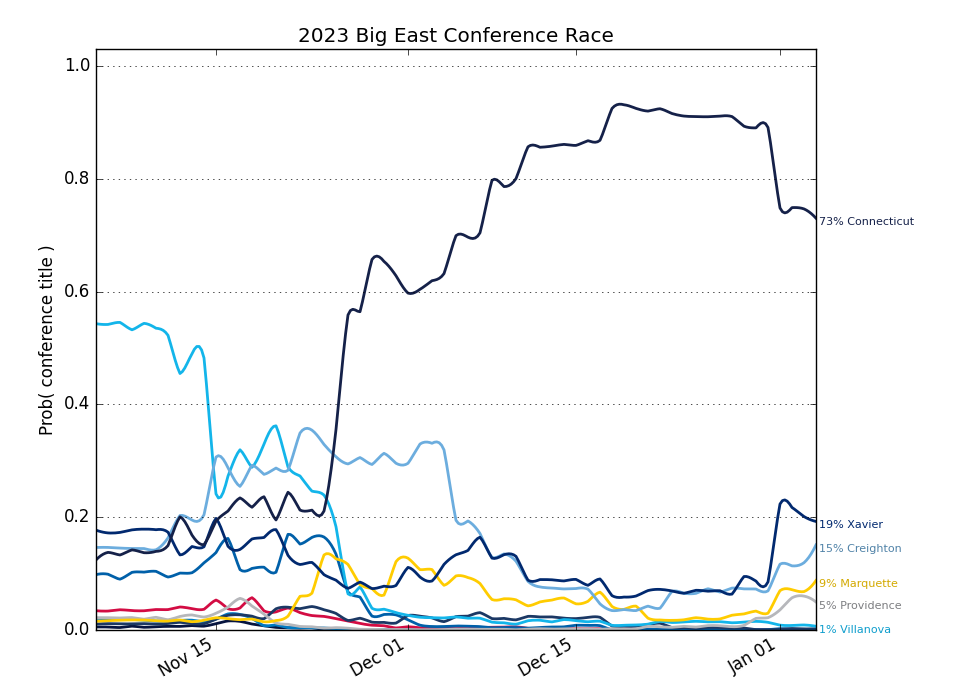 2023 Big East Conference Race
Prob( conference title )
1.0
0.8
0.6
0.4
0.2
0.0
Nov 15
Dec 01
Dec 15
Jan 01
73% Connecticut
19% Xavier
15% Creighton
9% Marquette
5% Providence
1% Villanova